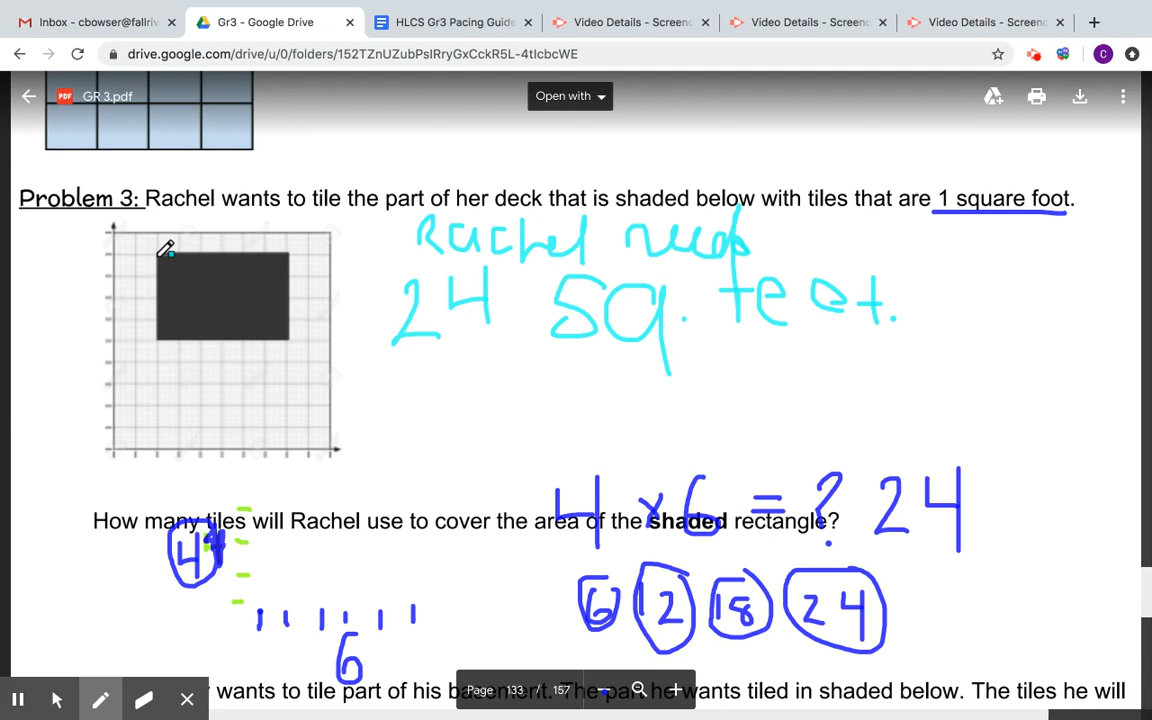 Inbox - cbowser@fallriv
Gr3 - Google Drive
HLCS Gr3 Pacing Guide
Video Details - Screenc
Video Details - Screenc
Video Details - Screenc
drive.google.com/drive/u/0/folders/152TZnUZubPsIRryGxCckR5L-4tIcbcWE
C
PDF GR 3.pdf
Open with
Problem 3: Rachel wants to tile the part of her deck that is shaded below with tiles that are 1 square foot.
Rachel needs
24 sq. feet.
4 x 6 = ? 24
How many tiles will Rachel use to cover the area of the shaded rectangle?
4
6 12 18 24
6
Page 133 / 157
wants to tile part of his basement. The part he wants tiled in shaded below. The tiles he will